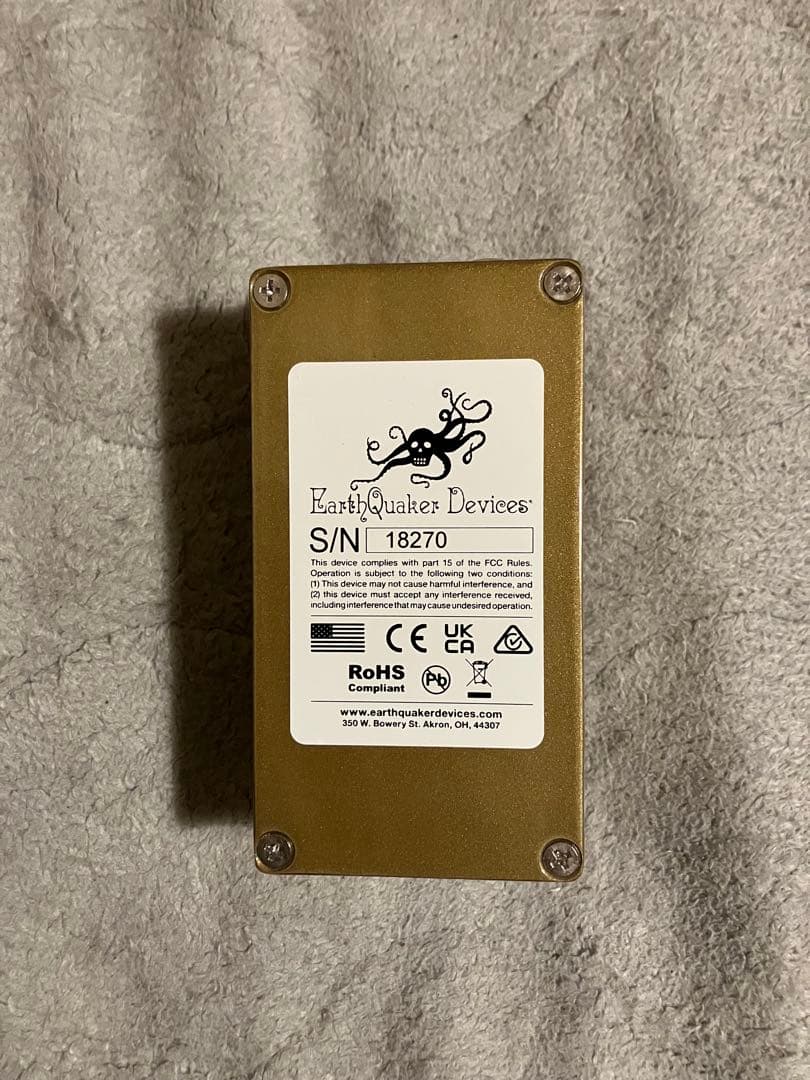 EarthQuaker Devices®
S/N 18270
This device complies with part 15 of the FCC Rules.
Operation is subject to the following two conditions:
(1) This device may not cause harmful interference, and
(2) this device must accept any interference received,
including interference that may cause undesired operation.
CE UK CA
RoHS
Compliant
Pb
www.earthquakerdevices.com
350 W. Bowery St. Akron, OH, 44307